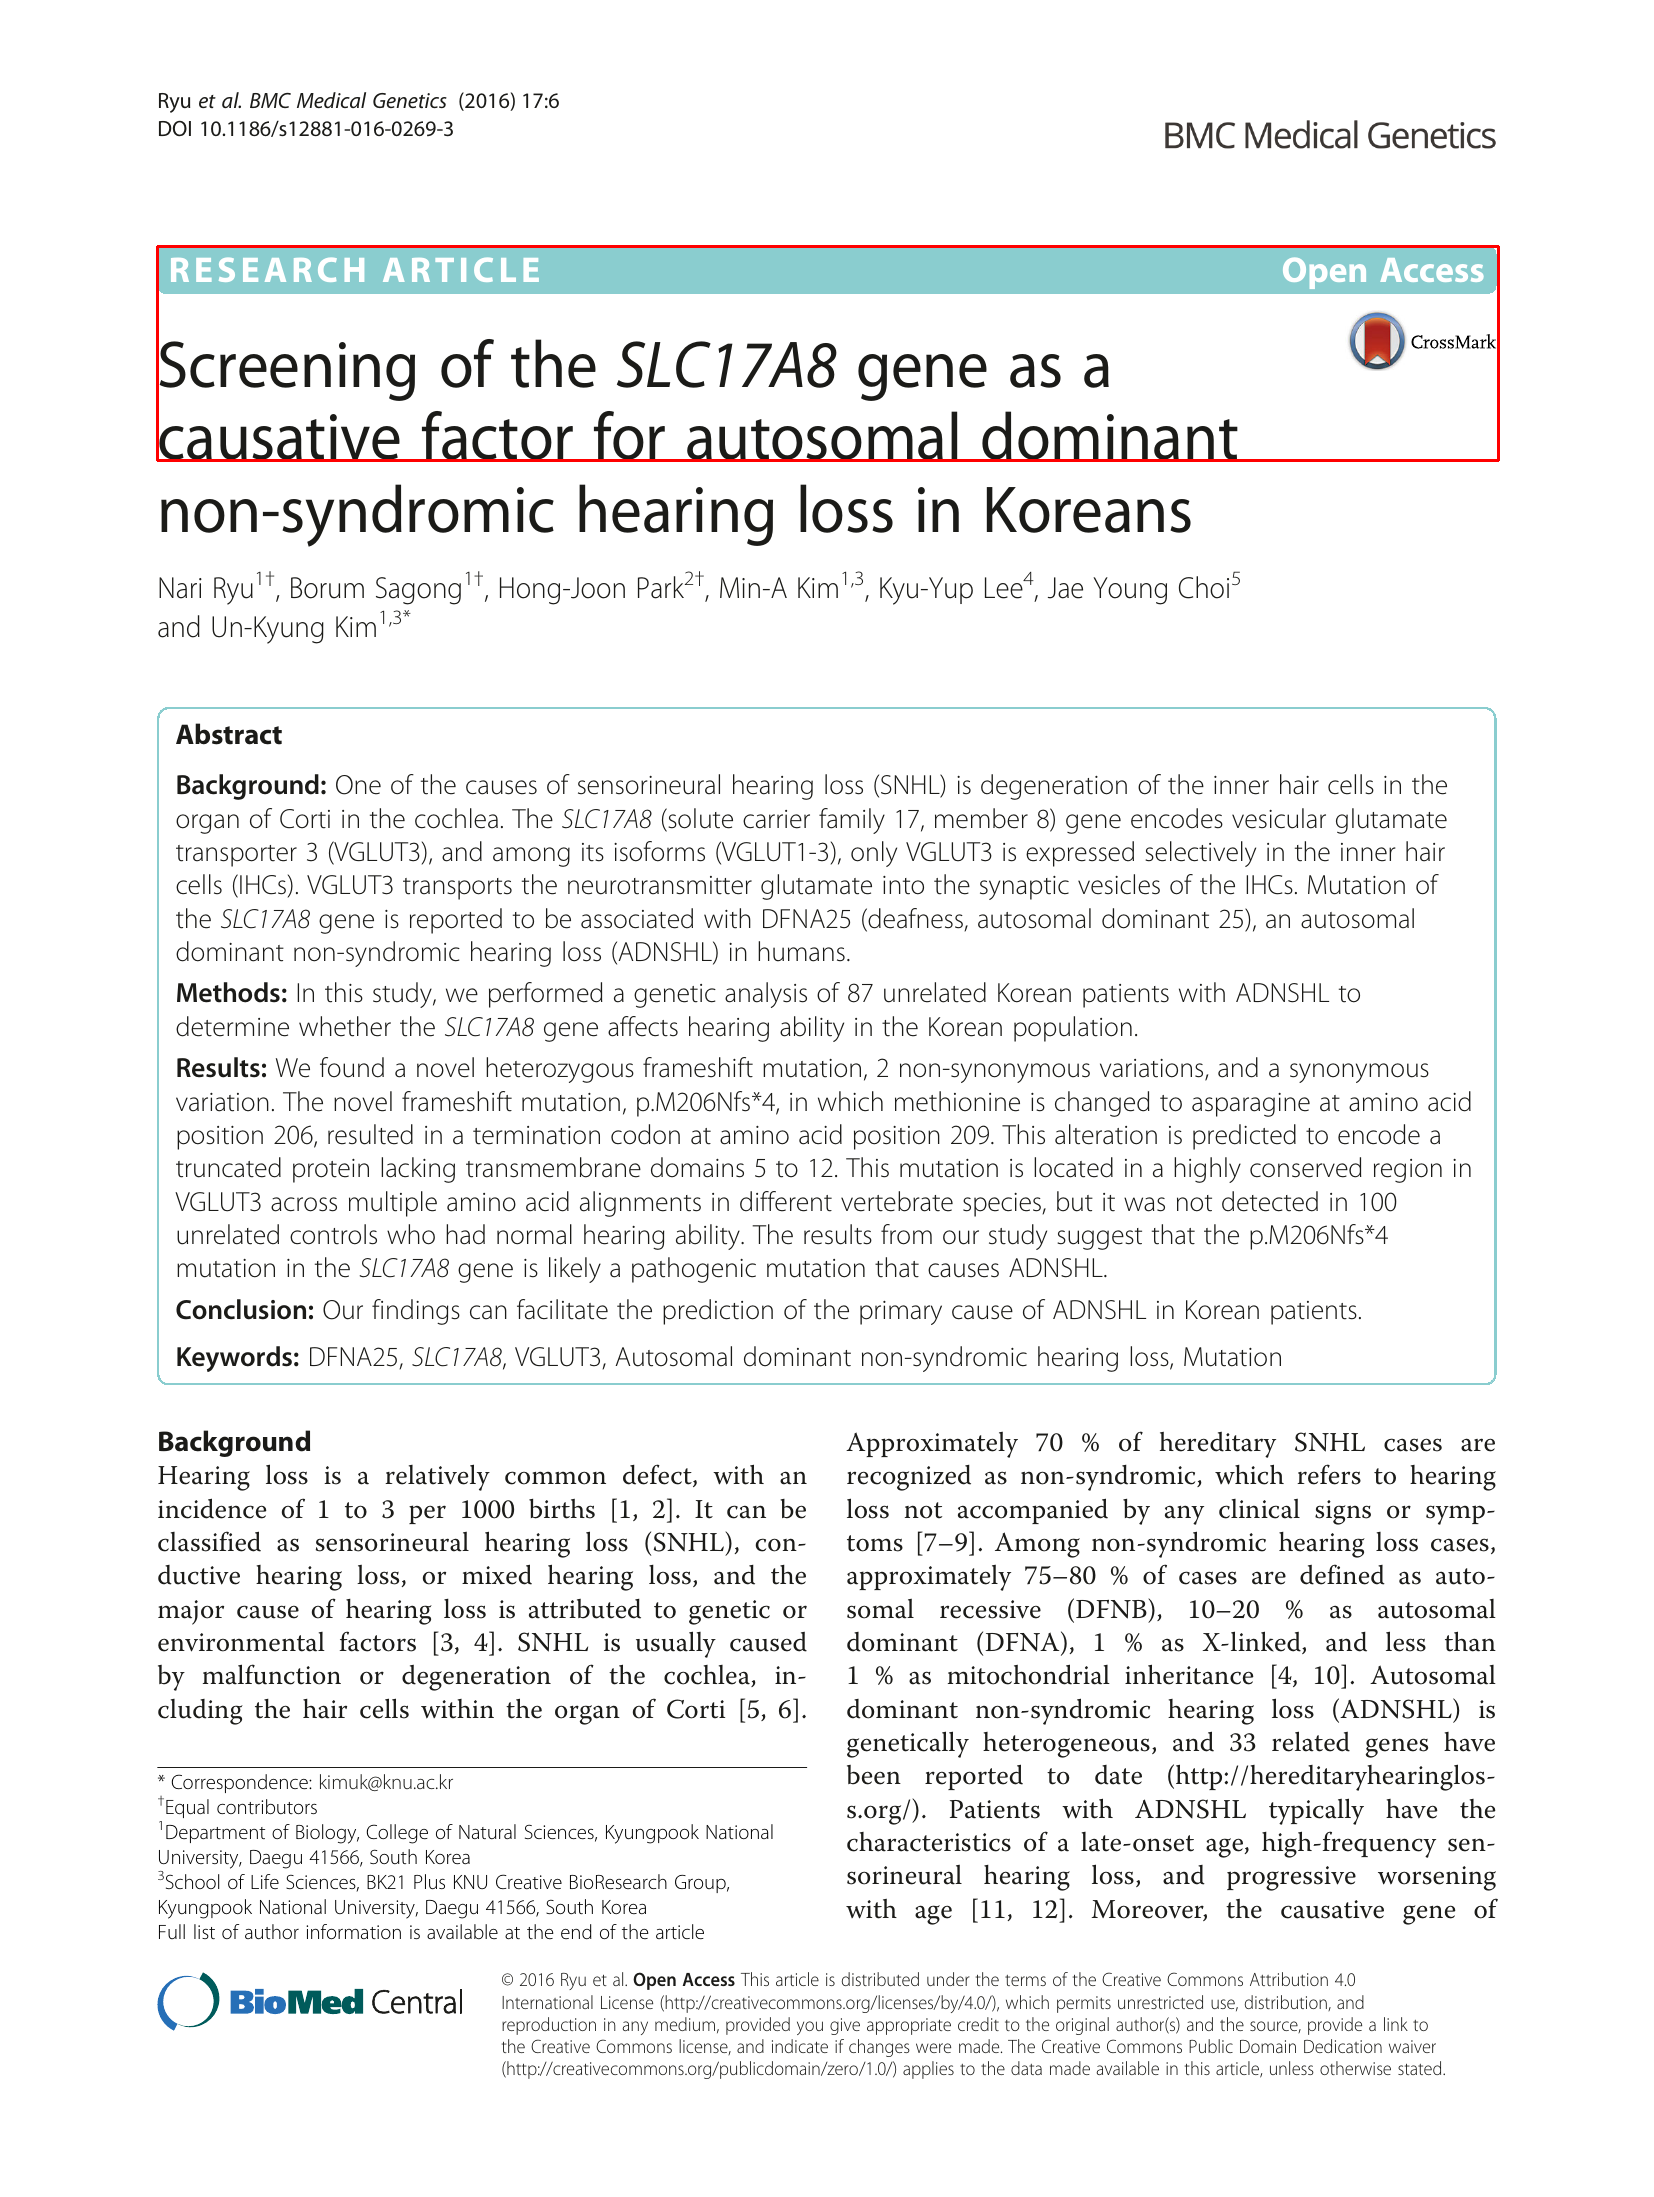 Ryu et al. BMC Medical Genetics (2016) 17:6
DOI 10.1186/s12881-016-0269-3
BMC Medical Genetics
RESEARCH ARTICLE
Open Access
CrossMark
Screening of the SLC17A8 gene as a
causative factor for autosomal dominant
non-syndromic hearing loss in Koreans
Nari Ryu1†, Borum Sagong1†, Hong-Joon Park2†, Min-A Kim1,3, Kyu-Yup Lee4, Jae Young Choi5
and Un-Kyung Kim1,3*
Abstract
Background: One of the causes of sensorineural hearing loss (SNHL) is degeneration of the inner hair cells in the
organ of Corti in the cochlea. The SLC17A8 (solute carrier family 17, member 8) gene encodes vesicular glutamate
transporter 3 (VGLUT3), and among its isoforms (VGLUT1-3), only VGLUT3 is expressed selectively in the inner hair
cells (IHCs). VGLUT3 transports the neurotransmitter glutamate into the synaptic vesicles of the IHCs. Mutation of
the SLC17A8 gene is reported to be associated with DFNA25 (deafness, autosomal dominant 25), an autosomal
dominant non-syndromic hearing loss (ADNSHL) in humans.
Methods: In this study, we performed a genetic analysis of 87 unrelated Korean patients with ADNSHL to
determine whether the SLC17A8 gene affects hearing ability in the Korean population.
Results: We found a novel heterozygous frameshift mutation, 2 non-synonymous variations, and a synonymous
variation. The novel frameshift mutation, p.M206Nfs*4, in which methionine is changed to asparagine at amino acid
position 206, resulted in a termination codon at amino acid position 209. This alteration is predicted to encode a
truncated protein lacking transmembrane domains 5 to 12. This mutation is located in a highly conserved region in
VGLUT3 across multiple amino acid alignments in different vertebrate species, but it was not detected in 100
unrelated controls who had normal hearing ability. The results from our study suggest that the p.M206Nfs*4
mutation in the SLC17A8 gene is likely a pathogenic mutation that causes ADNSHL.
Conclusion: Our findings can facilitate the prediction of the primary cause of ADNSHL in Korean patients.
Keywords: DFNA25, SLC17A8, VGLUT3, Autosomal dominant non-syndromic hearing loss, Mutation
Background
Hearing loss is a relatively common defect, with an
incidence of 1 to 3 per 1000 births [1, 2]. It can be
classified as sensorineural hearing loss (SNHL), con-
ductive hearing loss, or mixed hearing loss, and the
major cause of hearing loss is attributed to genetic or
environmental factors [3, 4]. SNHL is usually caused
by malfunction or degeneration of the cochlea, in-
cluding the hair cells within the organ of Corti [5, 6].
Approximately 70 % of hereditary SNHL cases are
recognized as non-syndromic, which refers to hearing
loss not accompanied by any clinical signs or symp-
toms [7–9]. Among non-syndromic hearing loss cases,
approximately 75–80 % of cases are defined as auto-
somal recessive (DFNB), 10–20 % as autosomal
dominant (DFNA), 1 % as X-linked, and less than
1 % as mitochondrial inheritance [4, 10]. Autosomal
dominant non-syndromic hearing loss (ADNSHL) is
genetically heterogeneous, and 33 related genes have
been reported to date (http://hereditaryhearinglos-
s.org/). Patients with ADNSHL typically have the
characteristics of a late-onset age, high-frequency sen-
sorineural hearing loss, and progressive worsening
with age [11, 12]. Moreover, the causative gene of
* Correspondence: kimuk@knu.ac.kr
†Equal contributors
1Department of Biology, College of Natural Sciences, Kyungpook National
University, Daegu 41566, South Korea
3School of Life Sciences, BK21 Plus KNU Creative BioResearch Group,
Kyungpook National University, Daegu 41566, South Korea
Full list of author information is available at the end of the article
BioMed Central
© 2016 Ryu et al. Open Access This article is distributed under the terms of the Creative Commons Attribution 4.0
International License (http://creativecommons.org/licenses/by/4.0/), which permits unrestricted use, distribution, and
reproduction in any medium, provided you give appropriate credit to the original author(s) and the source, provide a link to
the Creative Commons license, and indicate if changes were made. The Creative Commons Public Domain Dedication waiver
(http://creativecommons.org/publicdomain/zero/1.0/) applies to the data made available in this article, unless otherwise stated.